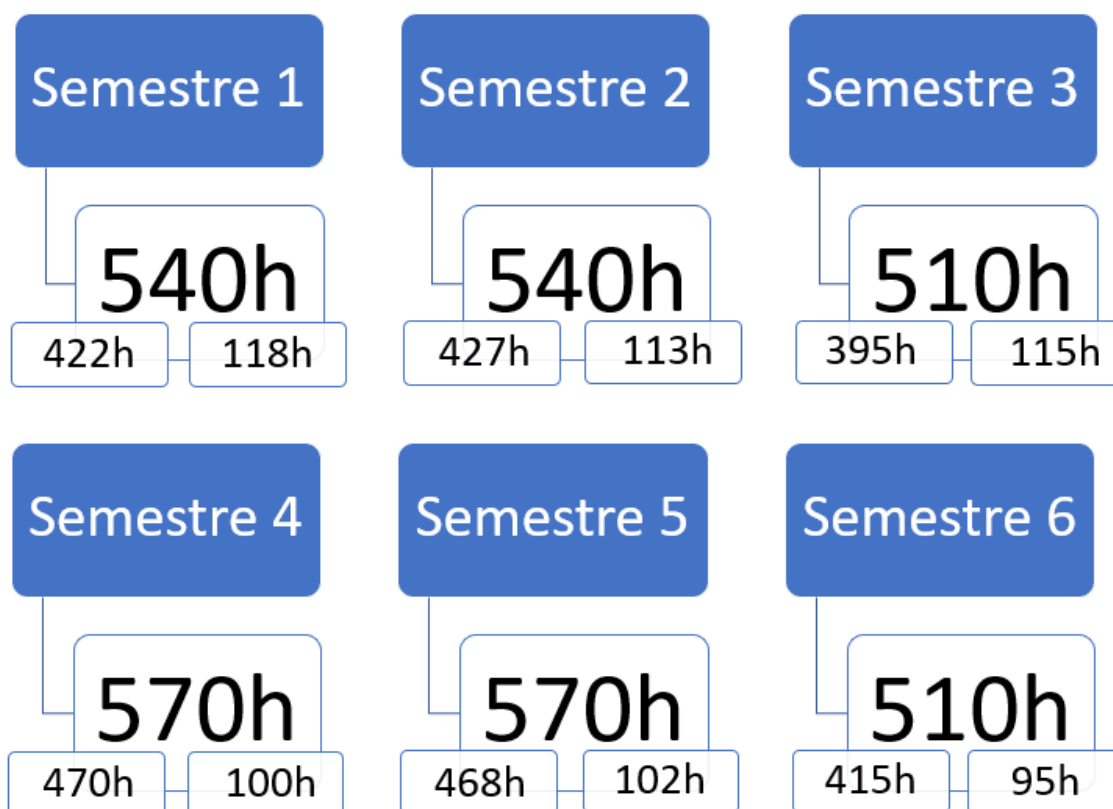 Semestre 1
540h
422h 118h
Semestre 2
540h
427h 113h
Semestre 3
510h
395h 115h
Semestre 4
570h
470h 100h
Semestre 5
570h
468h 102h
Semestre 6
510h
415h 95h